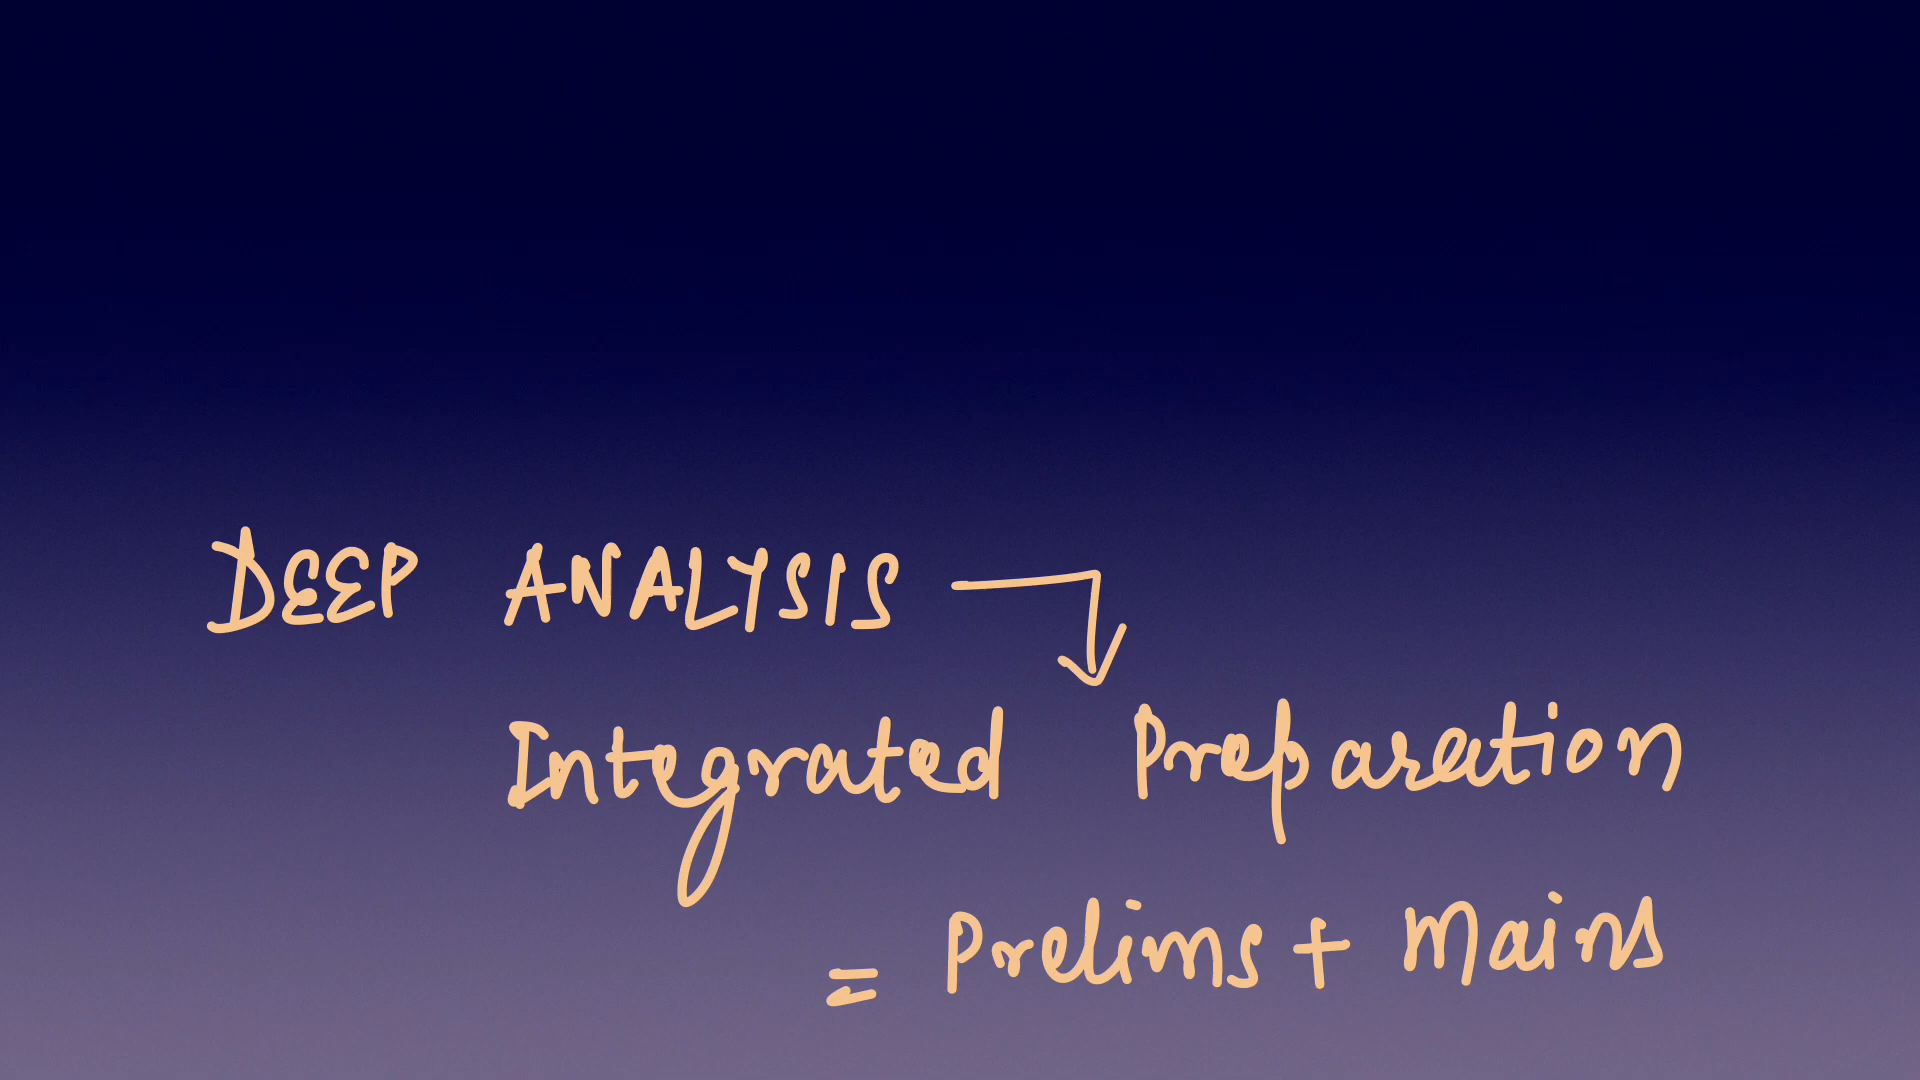 DEEP ANALYSIS
Integrated Preparation
= Prelims + Mains